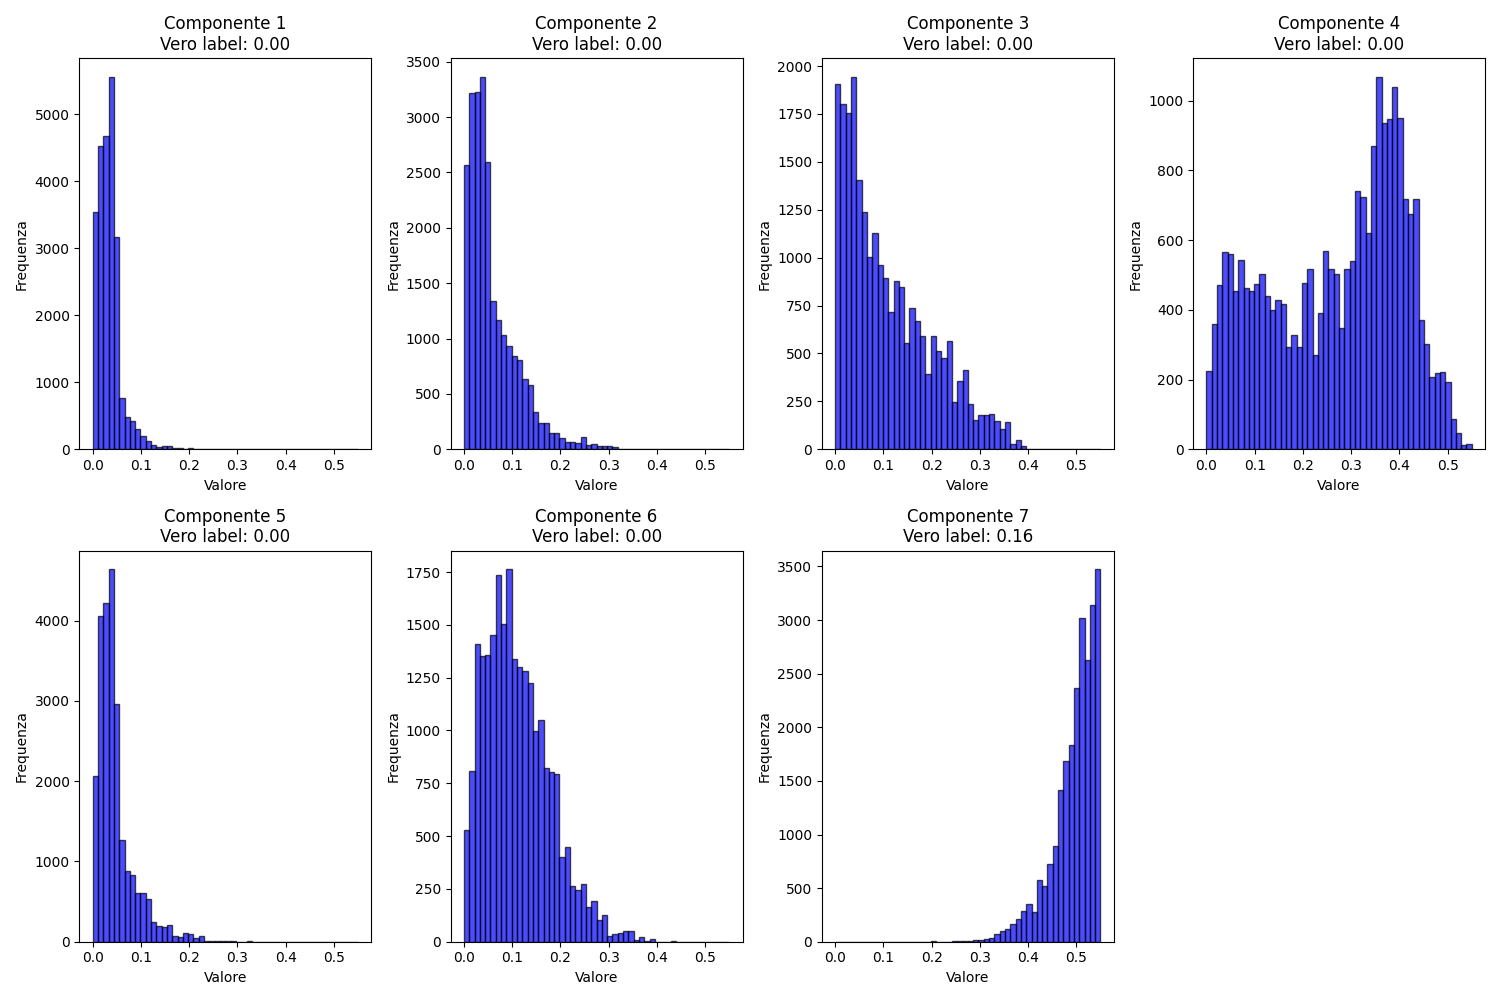 Componente 1
Vero label: 0.00
Frequenza
5000
4000
3000
2000
1000
0
0.0 0.1 0.2 0.3 0.4 0.5
Valore
Componente 2
Vero label: 0.00
Frequenza
3500
3000
2500
2000
1500
1000
500
0
0.0 0.1 0.2 0.3 0.4 0.5
Valore
Componente 3
Vero label: 0.00
Frequenza
2000
1750
1500
1250
1000
750
500
250
0
0.0 0.1 0.2 0.3 0.4 0.5
Valore
Componente 4
Vero label: 0.00
Frequenza
1000
800
600
400
200
0
0.0 0.1 0.2 0.3 0.4 0.5
Valore
Componente 5
Vero label: 0.00
Frequenza
4000
3000
2000
1000
0
0.0 0.1 0.2 0.3 0.4 0.5
Valore
Componente 6
Vero label: 0.00
Frequenza
1750
1500
1250
1000
750
500
250
0
0.0 0.1 0.2 0.3 0.4 0.5
Valore
Componente 7
Vero label: 0.16
Frequenza
3500
3000
2500
2000
1500
1000
500
0
0.0 0.1 0.2 0.3 0.4 0.5
Valore